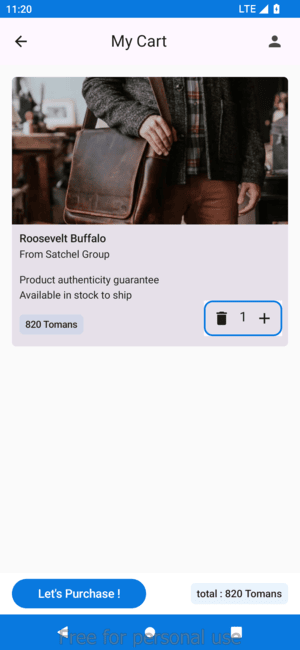 11:20 LTE
My Cart
Roosevelt Buffalo
From Satchel Group
Product authenticity guarantee
Available in stock to ship
820 Tomans
1 +
Let's Purchase !
total : 820 Tomans
Free for personal use